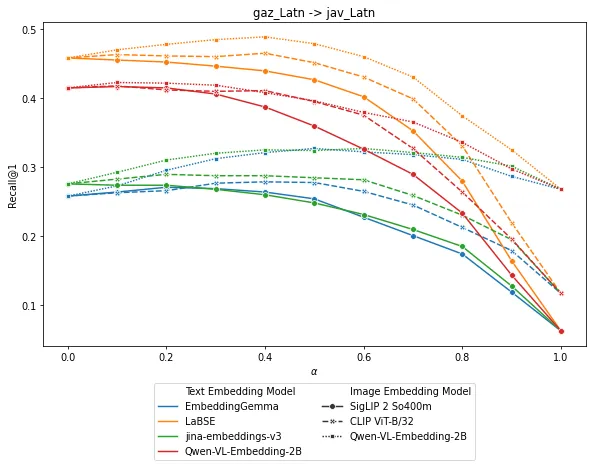 gaz_Latn -> jav_Latn
Recall@1
0.5
0.4
0.3
0.2
0.1
0.0 0.2 0.4 0.6 0.8 1.0
α
Text Embedding Model Image Embedding Model
EmbeddingGemma SigLIP 2 So400m
LaBSE CLIP ViT-B/32
jina-embeddings-v3 Qwen-VL-Embedding-2B
Qwen-VL-Embedding-2B